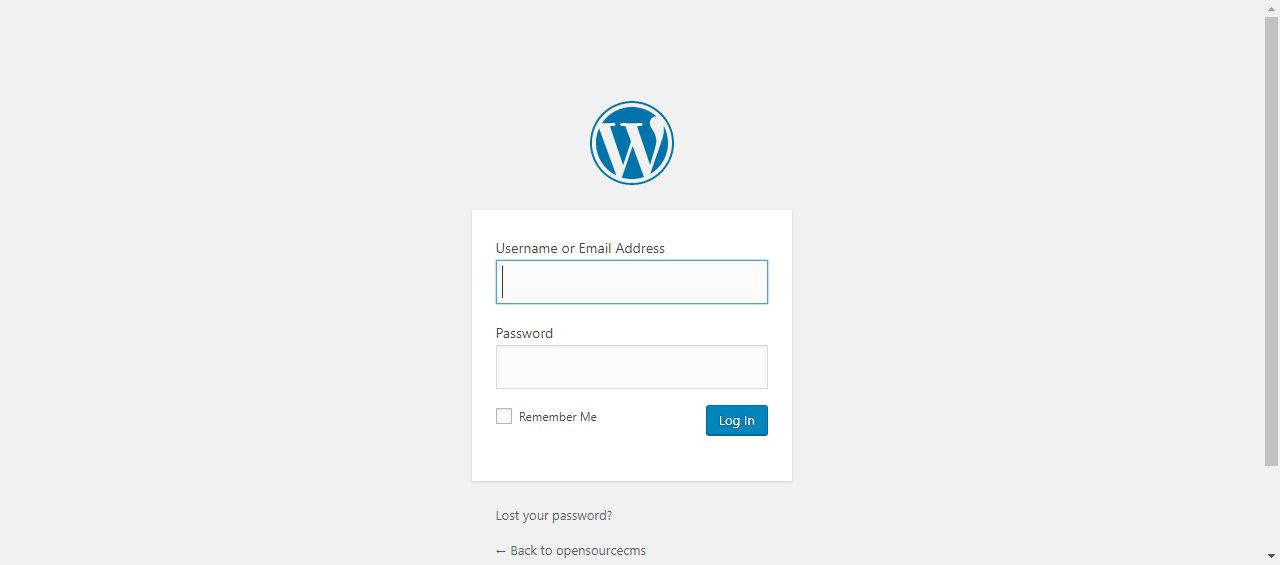 Username or Email Address
Password
Remember Me
Log In
Lost your password?
← Back to opensourcecms